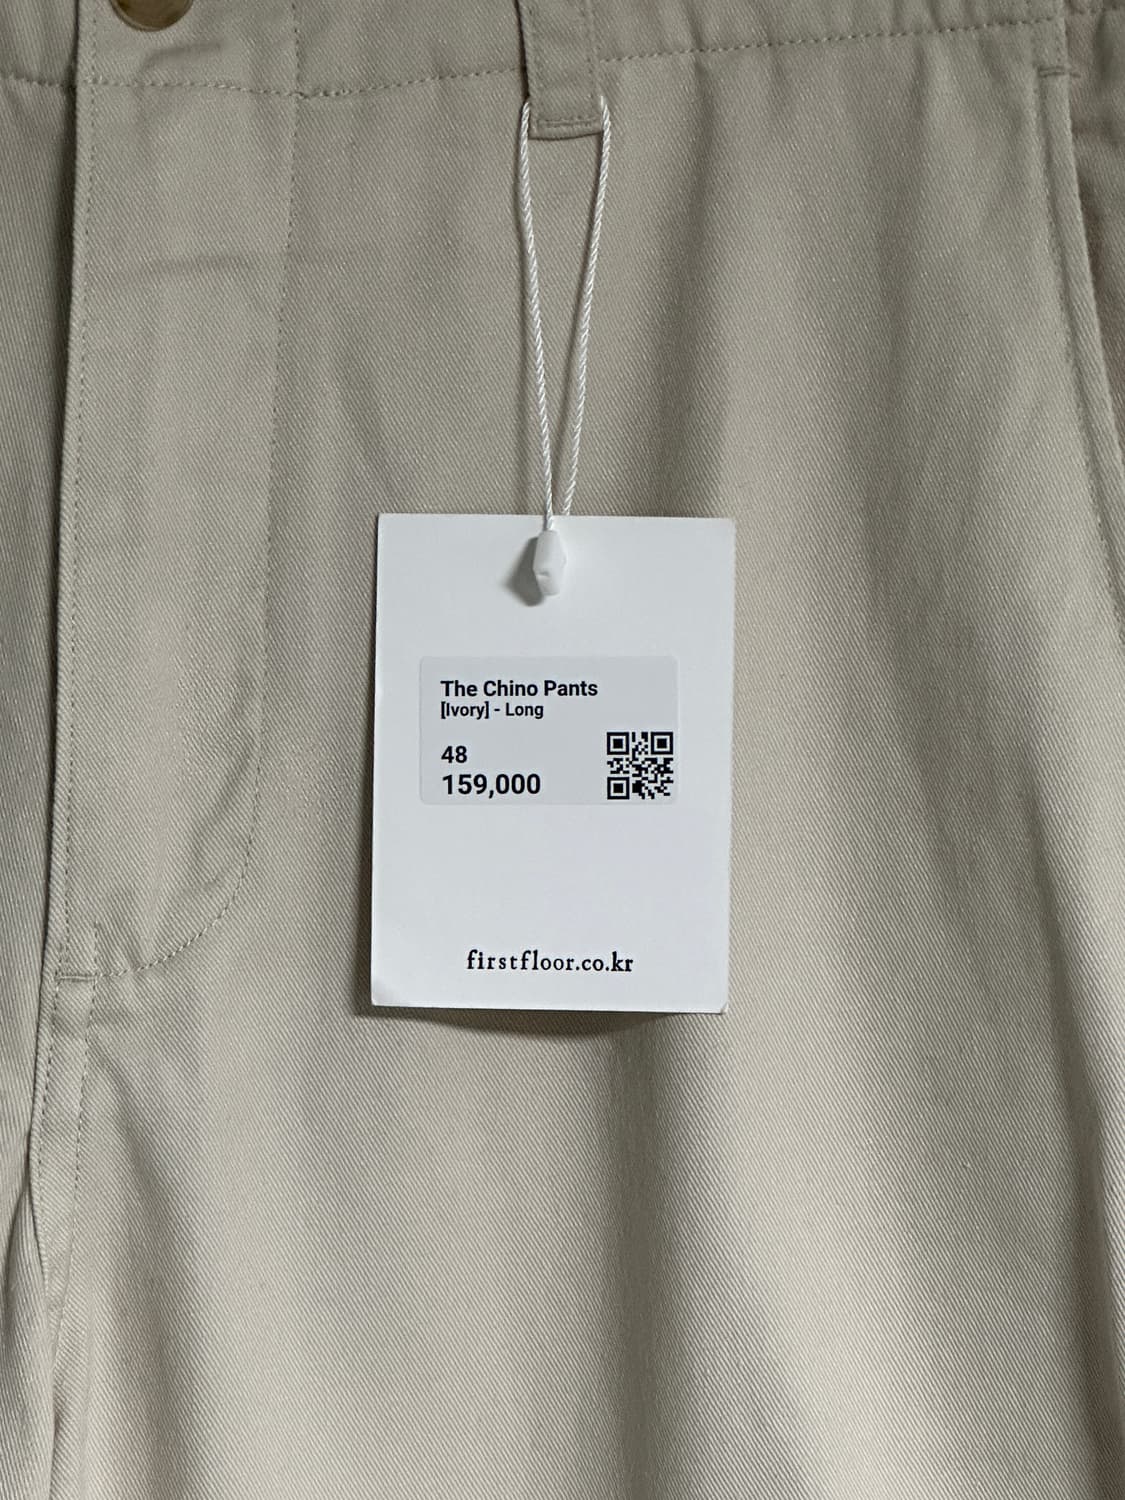 The Chino Pants
[Ivory] - Long
48
159,000
firstfloor.co.kr